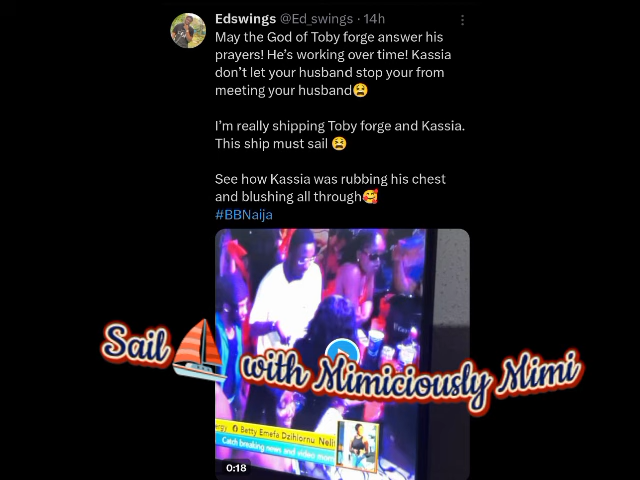 Edswings @Ed_swings · 14h
May the God of Toby forge answer his
prayers! He's working over time! Kassia
don't let your husband stop your from
meeting your husband😫
I'm really shipping Toby forge and Kassia.
This ship must sail 😫
See how Kassia was rubbing his chest
and blushing all through🥰
#BBNaija
Sail⛵ with Mimiciously Mimi
Betty Emefa Dzihlornu
Catch breaking news and video
0:18